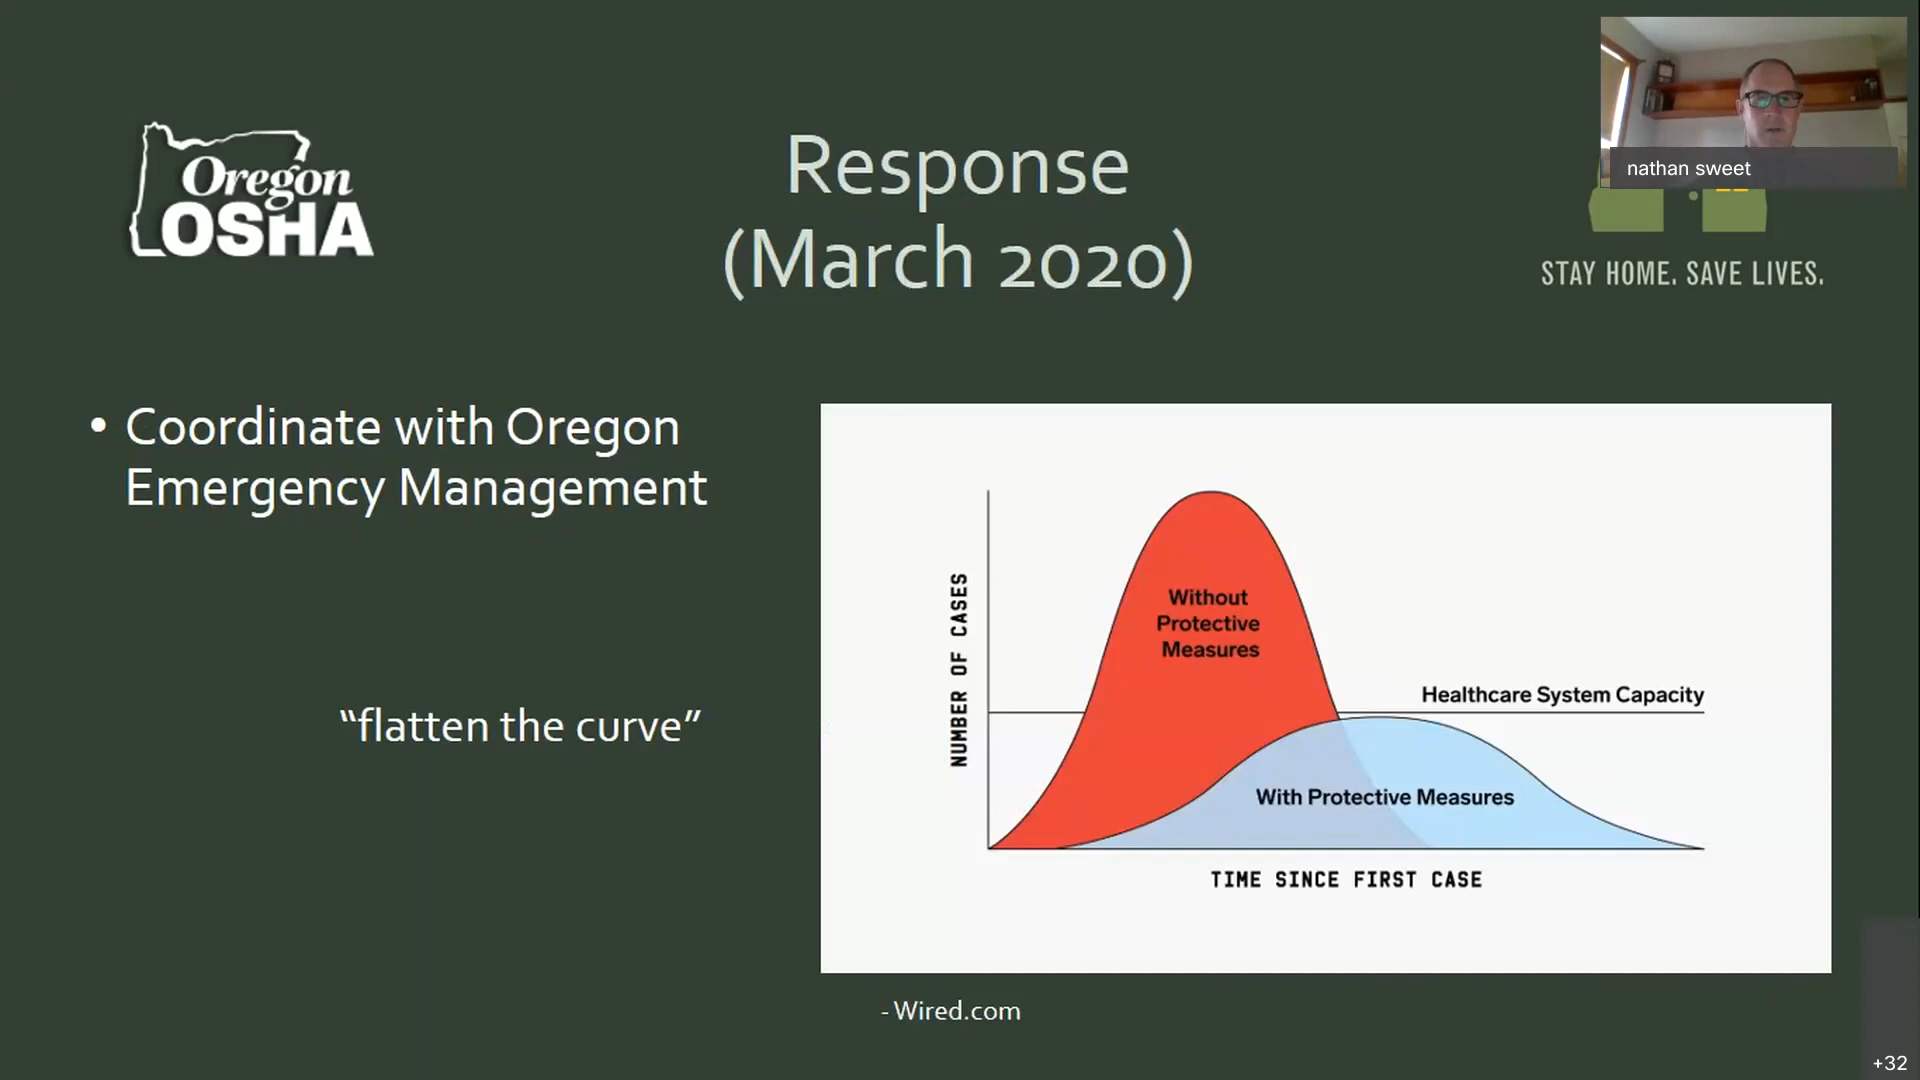 nathan sweet
Oregon
OSHA
Response
(March 2020)
STAY HOME. SAVE LIVES.
• Coordinate with Oregon
Emergency Management
“flatten the curve”
NUMBER OF CASES
Without
Protective
Measures
Healthcare System Capacity
With Protective Measures
TIME SINCE FIRST CASE
- Wired.com
+32